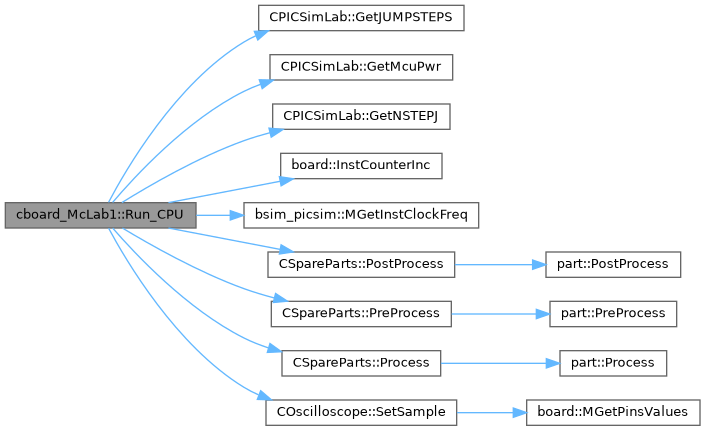 CPICSimLab::GetJUMPSTEPS
CPICSimLab::GetMcuPwr
CPICSimLab::GetNSTEPJ
board::InstCounterInc
cboard_McLab1::Run_CPU
bsim_picsim::MGetInstClockFreq
CSpareParts::PostProcess
part::PostProcess
CSpareParts::PreProcess
part::PreProcess
CSpareParts::Process
part::Process
COscilloscope::SetSample
board::MGetPinsValues